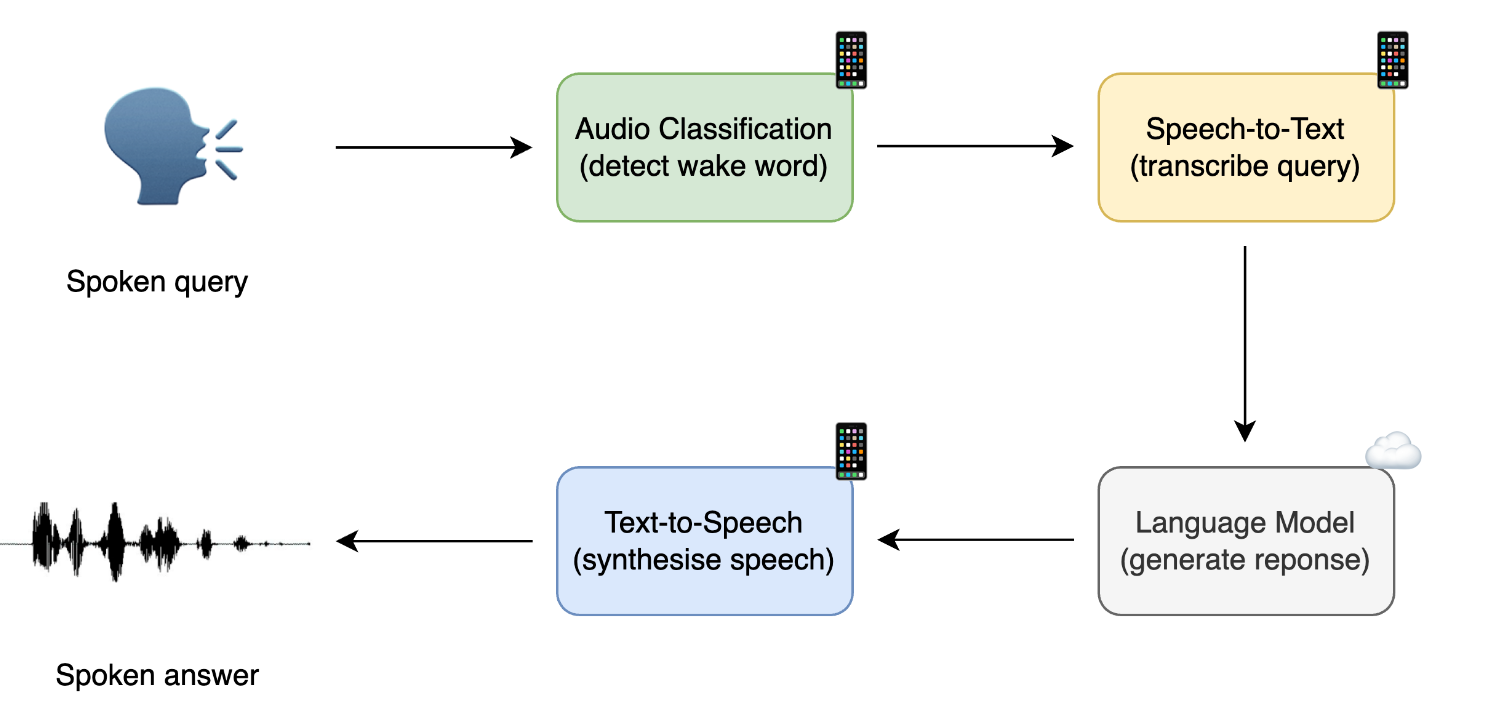 Audio Classification
(detect wake word)
Speech-to-Text
(transcribe query)
Spoken query
Text-to-Speech
(synthesise speech)
Language Model
(generate reponse)
Spoken answer